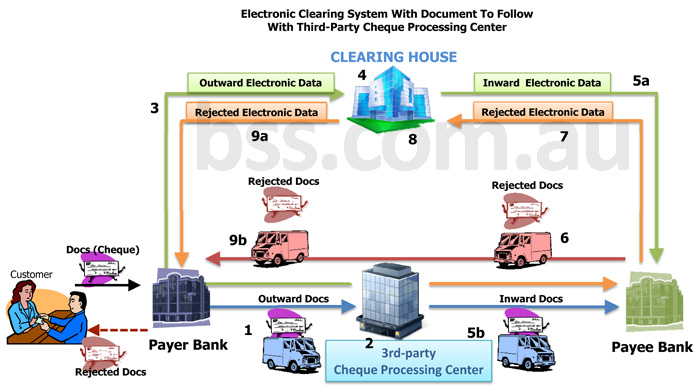 Electronic Clearing System With Document To Follow
With Third-Party Cheque Processing Center
CLEARING HOUSE
4
Outward Electronic Data
Inward Electronic Data
5a
3
Rejected Electronic Data
Rejected Electronic Data
9a
8
7
bss.com.au
Rejected Docs
Rejected Docs
9b
6
Docs (Cheque)
Customer
Outward Docs
Inward Docs
1
2
5b
Payer Bank
Payee Bank
3rd-party
Cheque Processing Center
Rejected Docs